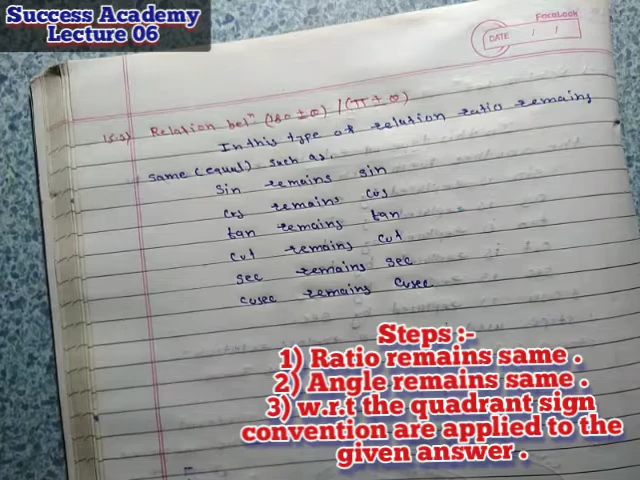 Success Academy
Lecture 06
FaceLook
DATE / /
Relation betn (180 ± θ) / (π ± θ)
In this type of relation ratio remains
same (equal) such as,
sin remains sin
cos remains cos
tan remains tan
cot remains cot
sec remains sec
cosec remains cosec
Steps :-
1) Ratio remains same .
2) Angle remains same .
3) w.r.t the quadrant sign
convention are applied to the
given answer .